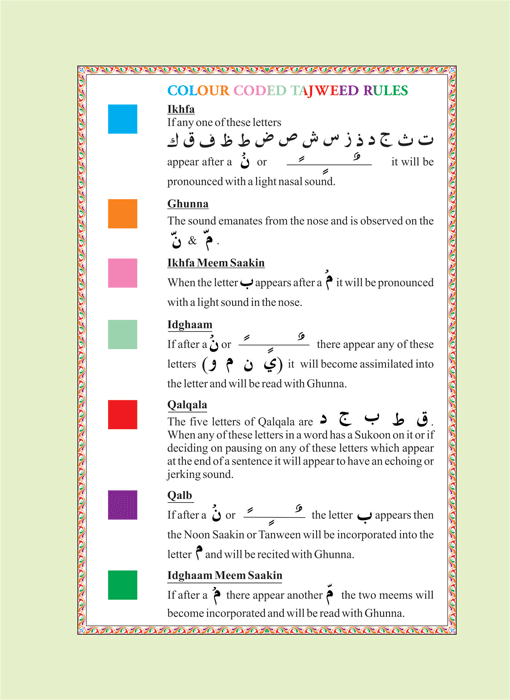 COLOUR CODED TAJWEED RULES
Ikhfa
If any one of these letters
ت ث ج د ذ ز س ش ص ض ط ظ ف ق ك
appear after a نْ or ـًـ ـٍـ ـٌـ it will be
pronounced with a light nasal sound.
Ghunna
The sound emanates from the nose and is observed on the
نّ & مّ .
Ikhfa Meem Saakin
When the letter ب appears after a مْ it will be pronounced
with a light sound in the nose.
Idghaam
If after a نْ or ـًـ ـٍـ ـٌـ there appear any of these
letters (ي ن م و) it will become assimilated into
the letter and will be read with Ghunna.
Qalqala
The five letters of Qalqala are ق ط ب ج د .
When any of these letters in a word has a Sukoon on it or if
deciding on pausing on any of these letters which appear
at the end of a sentence it will appear to have an echoing or
jerking sound.
Qalb
If after a نْ or ـًـ ـٍـ ـٌـ the letter ب appears then
the Noon Saakin or Tanween will be incorporated into the
letter م and will be recited with Ghunna.
Idghaam Meem Saakin
If after a مْ there appear another مّ the two meems will
become incorporated and will be read with Ghunna.